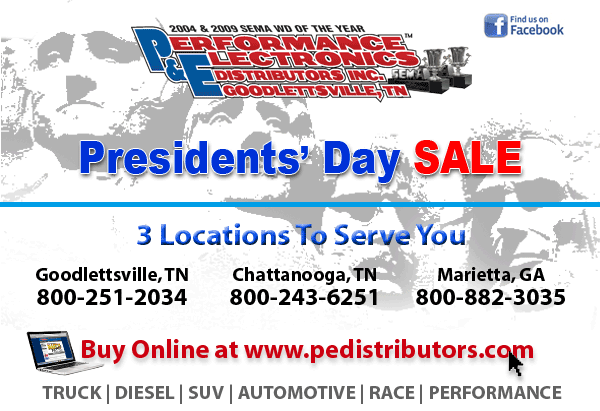 2004 & 2009 SEMA WD OF THE YEAR
Find us on
Facebook
PERFORMANCE™
& ELECTRONICS
DISTRIBUTORS INC.
GOODLETTSVILLE, TN
SEMA
Presidents' Day SALE
3 Locations To Serve You
Goodlettsville, TN Chattanooga, TN Marietta, GA
800-251-2034 800-243-6251 800-882-3035
Buy Online at www.pedistributors.com
TRUCK | DIESEL | SUV | AUTOMOTIVE | RACE | PERFORMANCE